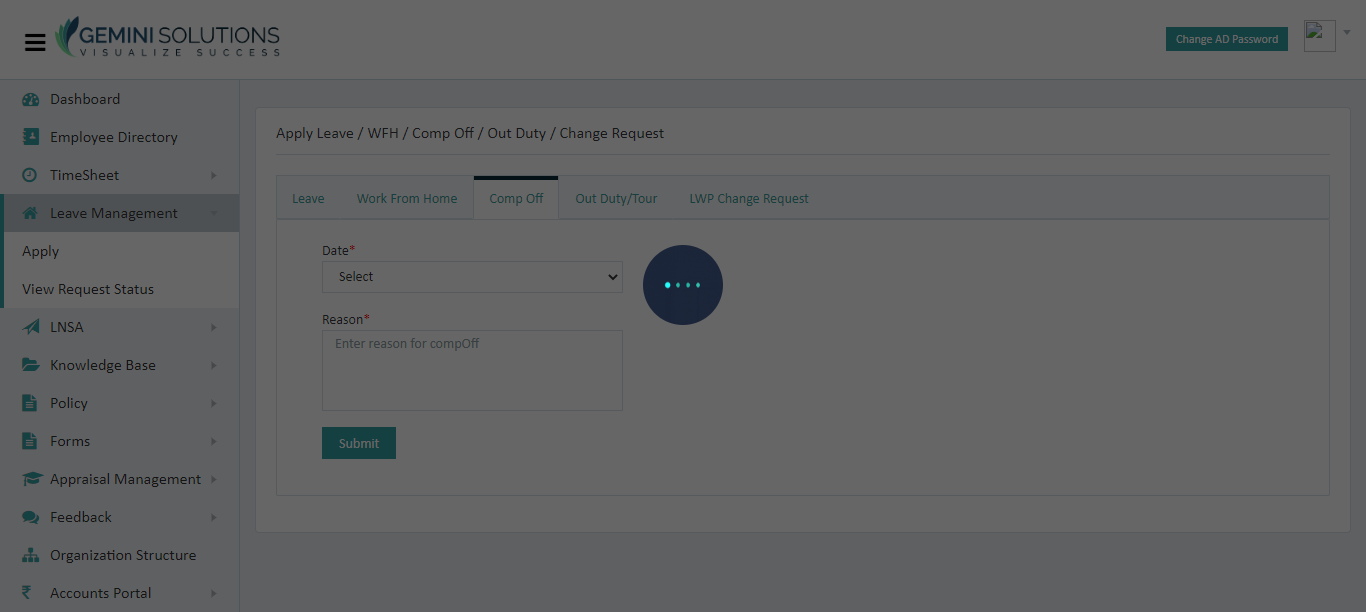 GEMINI SOLUTIONS
VISUALIZE SUCCESS
Change AD Password
Dashboard
Employee Directory
TimeSheet
Leave Management
Apply
View Request Status
LNSA
Knowledge Base
Policy
Forms
Appraisal Management
Feedback
Organization Structure
Accounts Portal
Apply Leave / WFH / Comp Off / Out Duty / Change Request
Leave Work From Home Comp Off Out Duty/Tour LWP Change Request
Date*
Select
Reason*
Enter reason for compOff
Submit